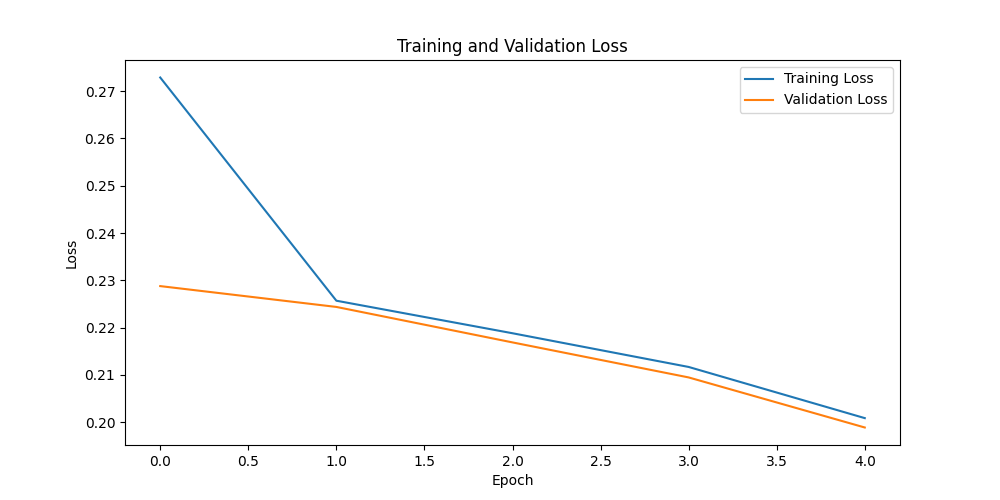 Training and Validation Loss
Training Loss
Validation Loss
0.27
0.26
0.25
0.24
0.23
0.22
0.21
0.20
Loss
0.0 0.5 1.0 1.5 2.0 2.5 3.0 3.5 4.0
Epoch